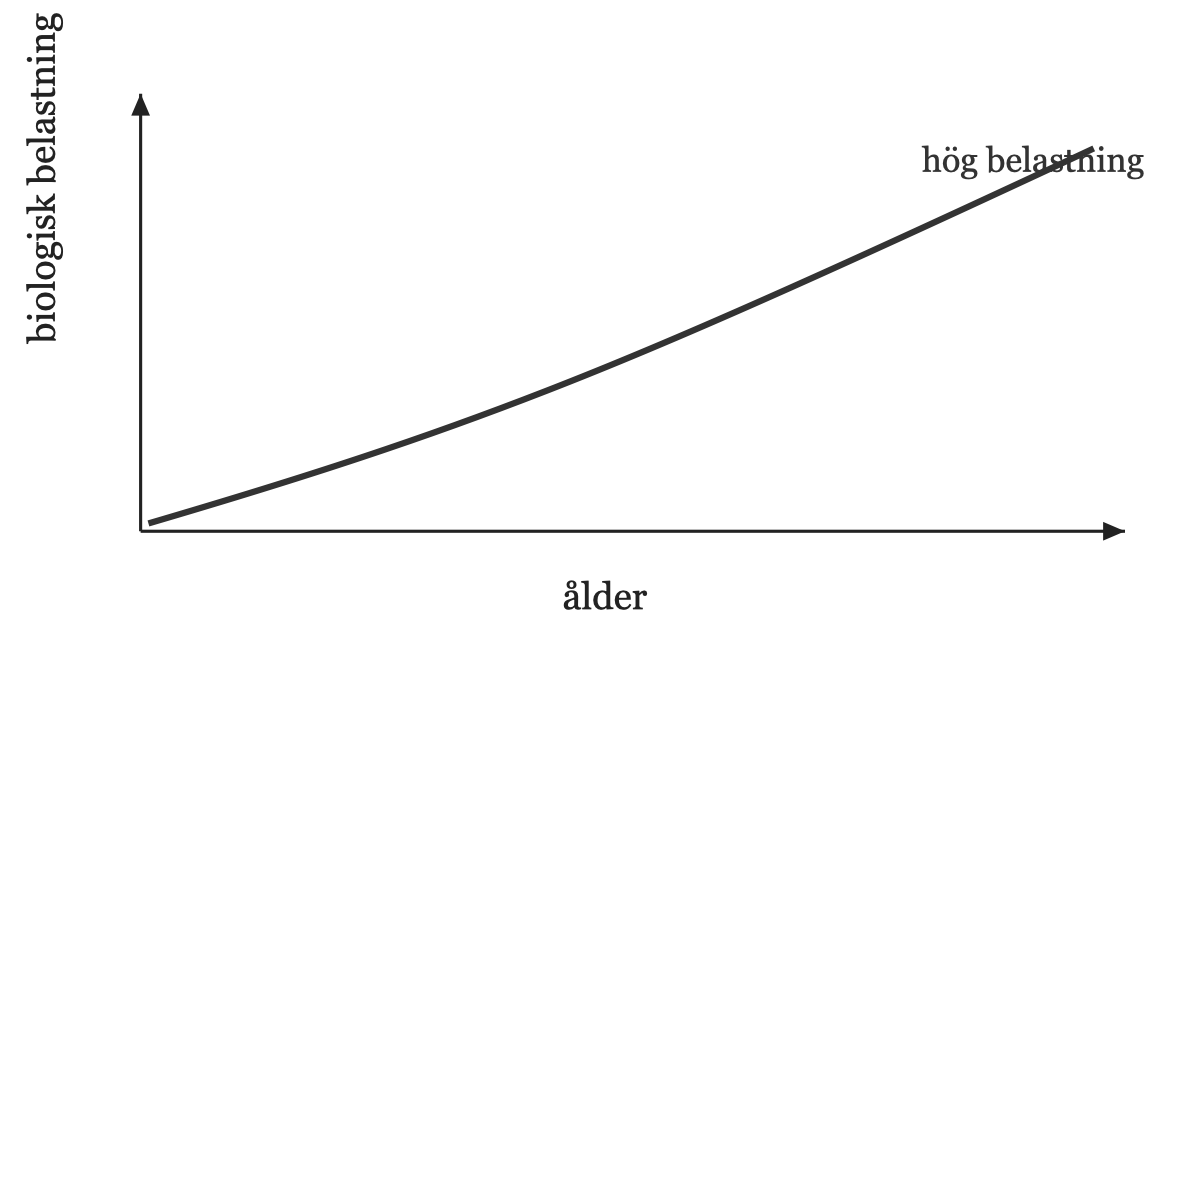 biologisk belastning
hög belastning
ålder